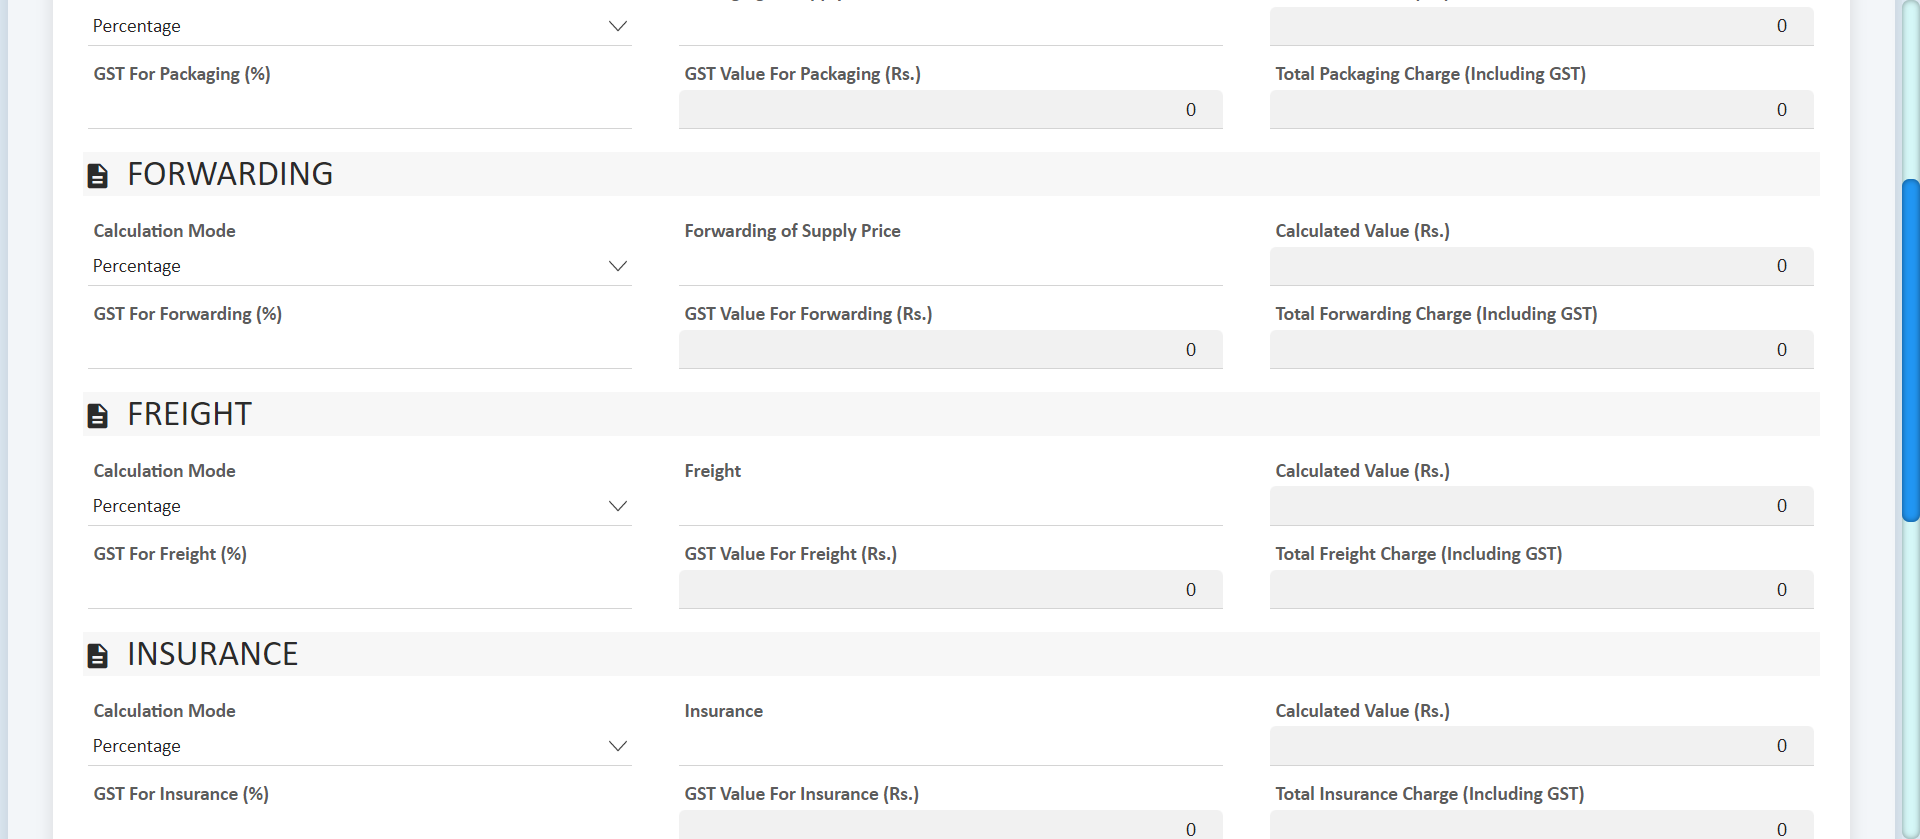 Percentage 0
GST For Packaging (%) GST Value For Packaging (Rs.) Total Packaging Charge (Including GST)
0 0
FORWARDING
Calculation Mode Forwarding of Supply Price Calculated Value (Rs.)
Percentage 0
GST For Forwarding (%) GST Value For Forwarding (Rs.) Total Forwarding Charge (Including GST)
0 0
FREIGHT
Calculation Mode Freight Calculated Value (Rs.)
Percentage 0
GST For Freight (%) GST Value For Freight (Rs.) Total Freight Charge (Including GST)
0 0
INSURANCE
Calculation Mode Insurance Calculated Value (Rs.)
Percentage 0
GST For Insurance (%) GST Value For Insurance (Rs.) Total Insurance Charge (Including GST)
0 0